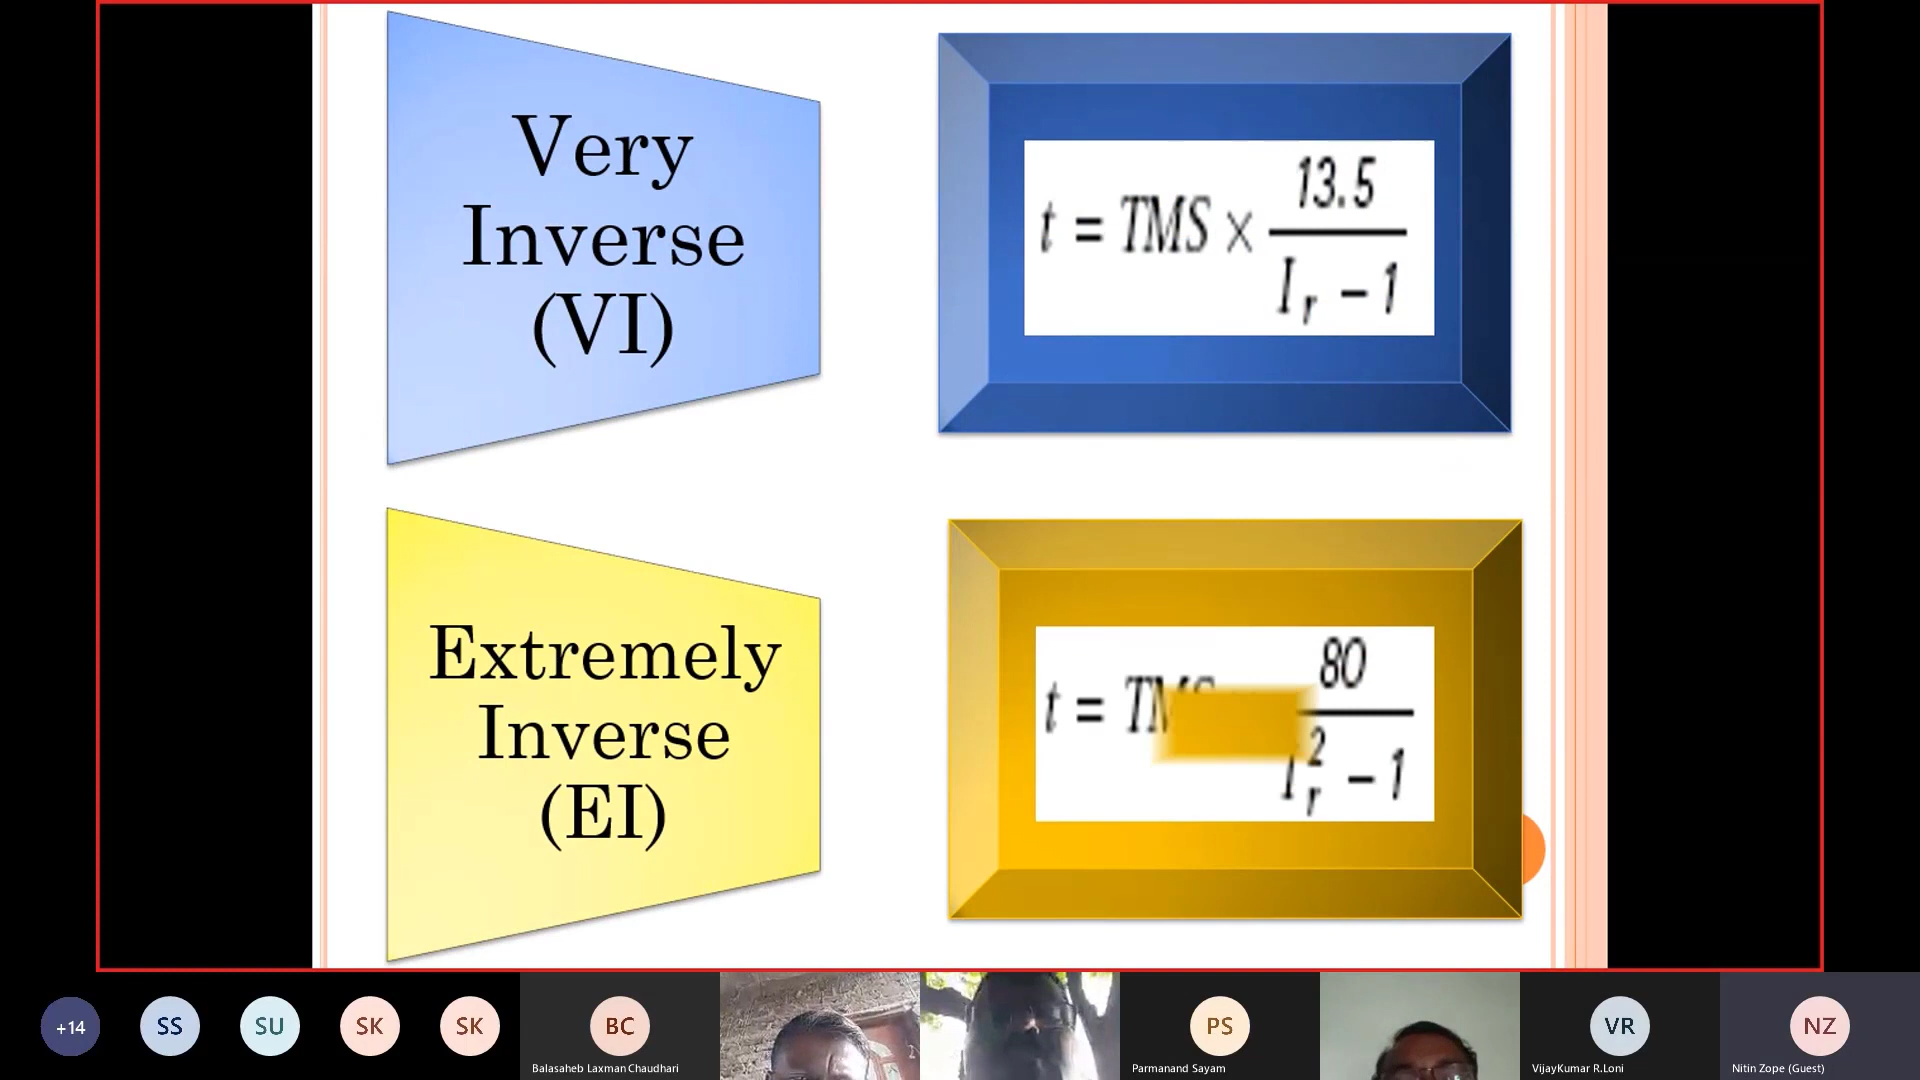 Very
Inverse
(VI)
t = TMS × 13.5 / I_r − 1
Extremely
Inverse
(EI)
t = 80 / I_r^2 − 1
+14
SS
SU
SK
SK
BC
Balasaheb Laxman Chaudhari
PS
Parmanand Sayam
VR
VijayKumar R.Loni
NZ
Nitin Zope (Guest)